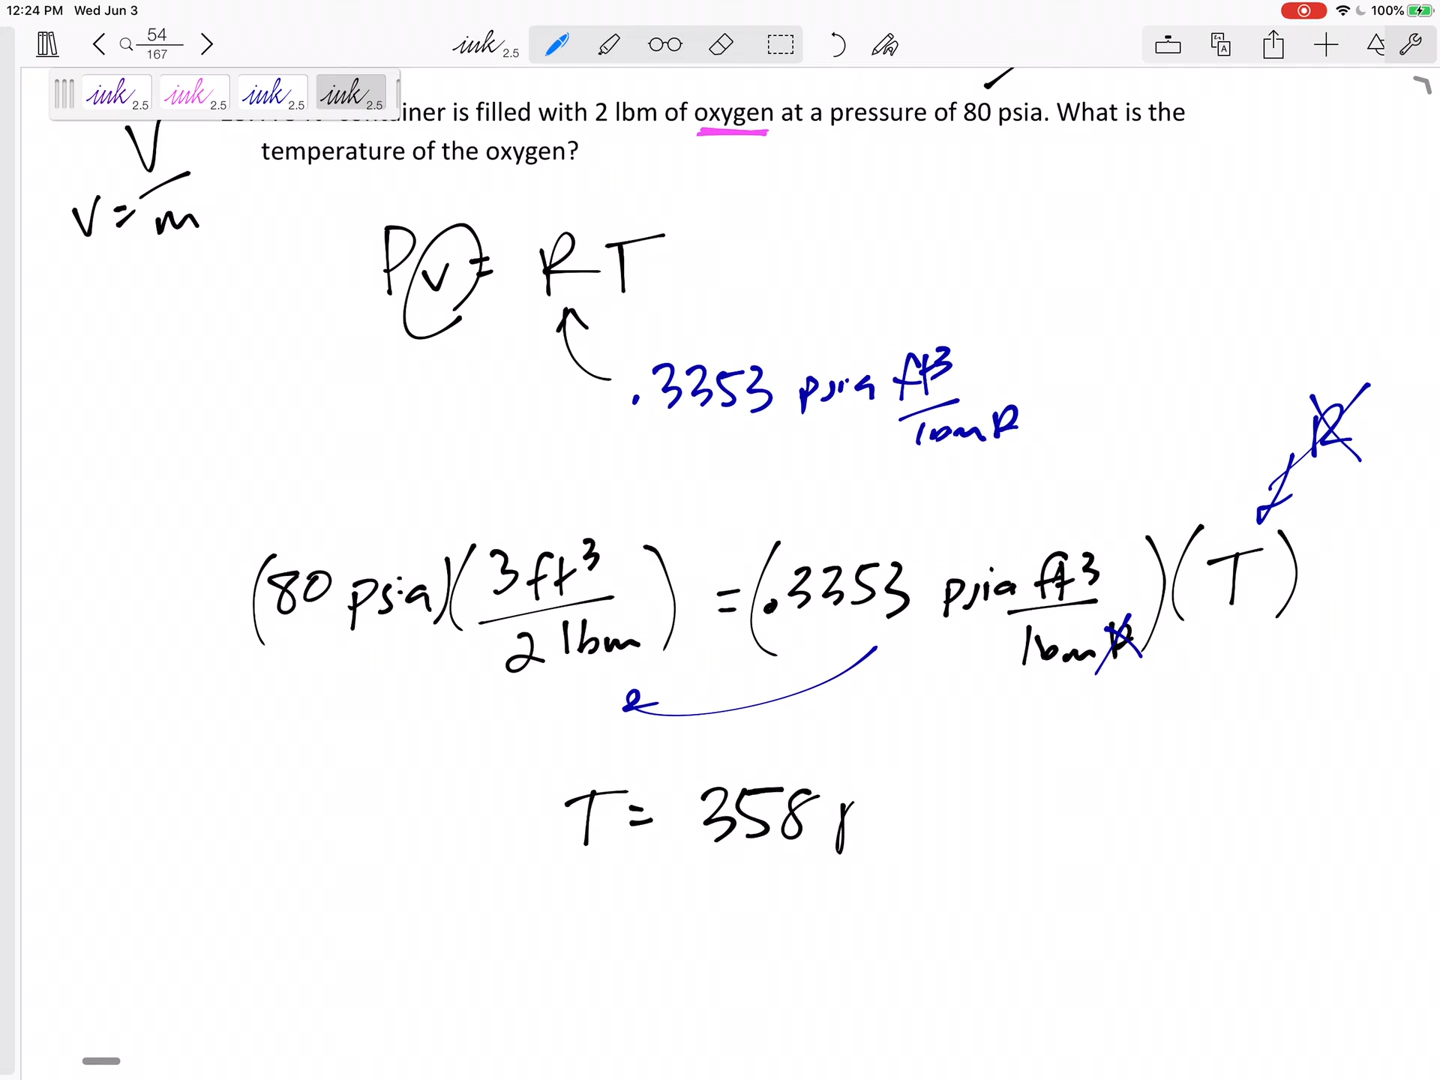 12:24 PM Wed Jun 3
100%
54
167
ink 2.5
ink 2.5 ink 2.5 ink 2.5 ink 2.5
container is filled with 2 lbm of oxygen at a pressure of 80 psia. What is the
temperature of the oxygen?
v = V/m
Pv = RT
.3353 psia ft³/lbm R
R
(80 psia)(3 ft³/2 lbm) = (.3353 psia ft³/lbm R)(T)
T = 358